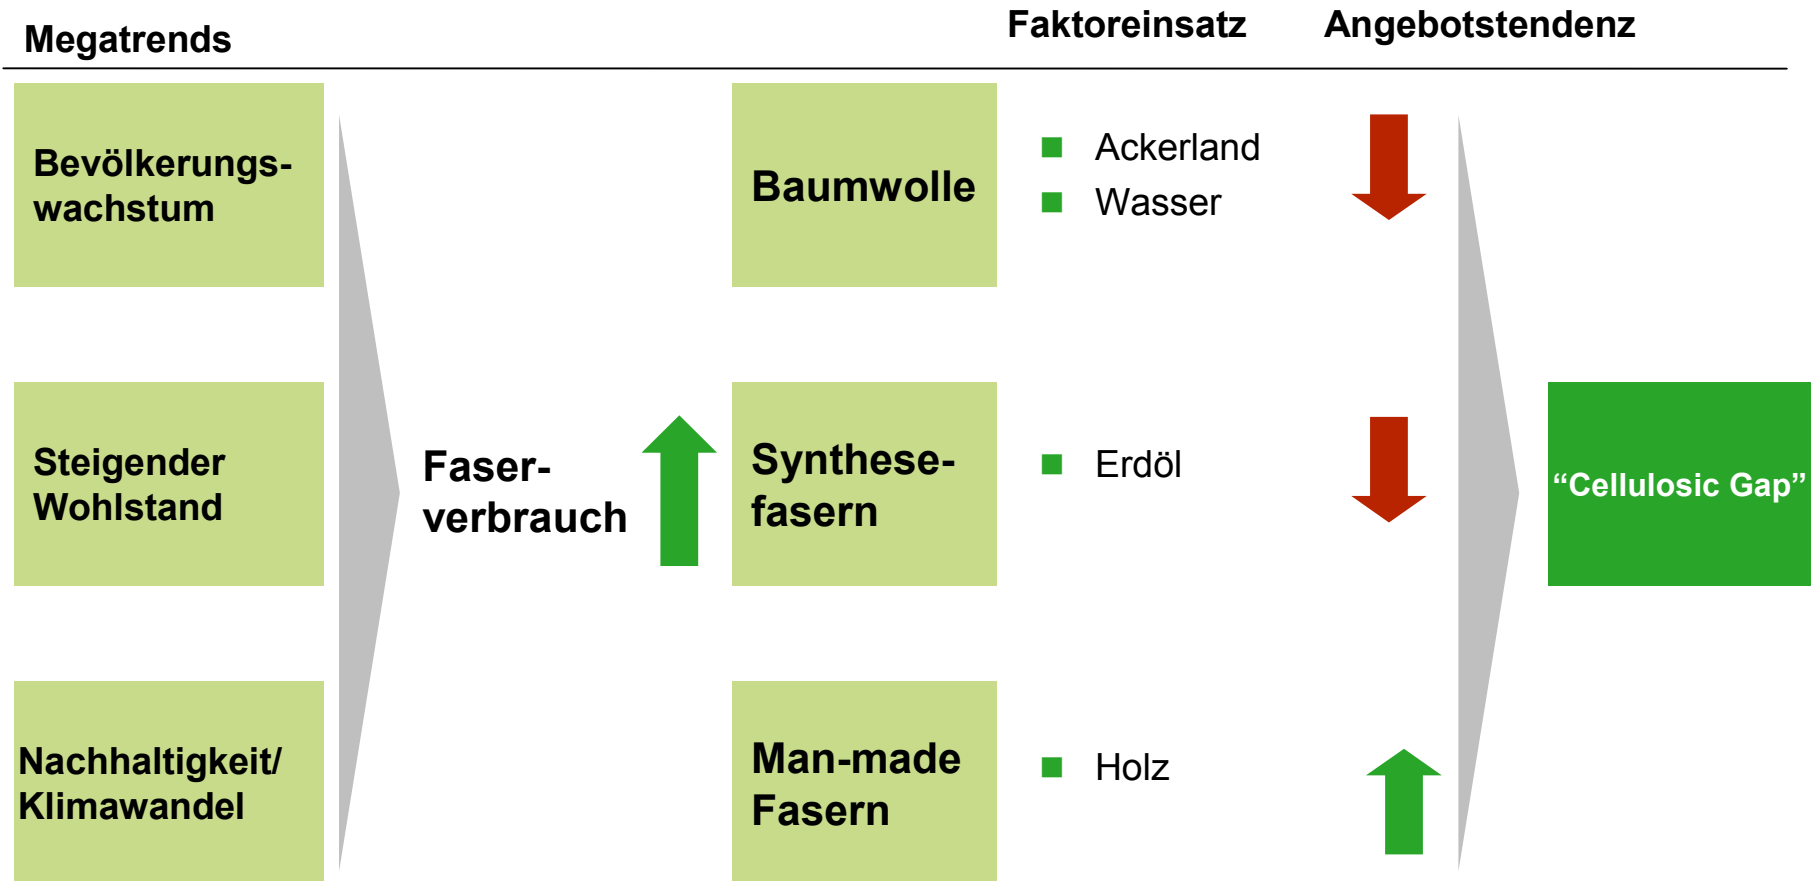 Megatrends
Faktoreinsatz
Angebotstendenz
Bevölkerungs-
wachstum
Steigender
Wohlstand
Nachhaltigkeit/
Klimawandel
Faser-
verbrauch
Baumwolle
Ackerland
Wasser
Synthese-
fasern
Erdöl
Man-made
Fasern
Holz
“Cellulosic Gap”